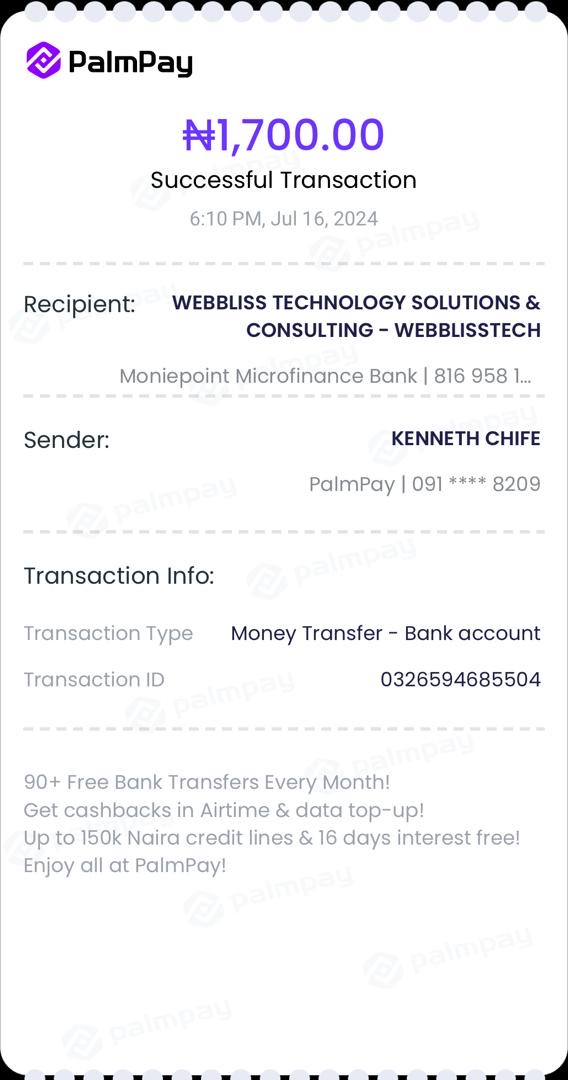 PalmPay
₦1,700.00
Successful Transaction
6:10 PM, Jul 16, 2024
Recipient: WEBBLISS TECHNOLOGY SOLUTIONS &
CONSULTING - WEBBLISSTECH
Moniepoint Microfinance Bank | 816 958 1...
Sender: KENNETH CHIFE
PalmPay | 091 **** 8209
Transaction Info:
Transaction Type Money Transfer - Bank account
Transaction ID 0326594685504
90+ Free Bank Transfers Every Month!
Get cashbacks in Airtime & data top-up!
Up to 150k Naira credit lines & 16 days interest free!
Enjoy all at PalmPay!